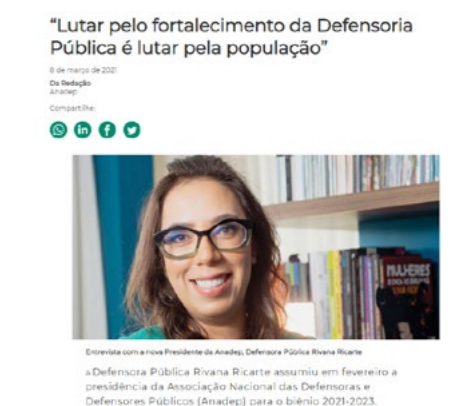 “Lutar pelo fortalecimento da Defensoria
Pública é lutar pela população”
8 de março de 2021
Da Redação
Anadep
Compartilhe:
MULHERES
Entrevista com a nova Presidente da Anadep, Defensora Pública Rivana Ricarte
A Defensora Pública Rivana Ricarte assumiu em fevereiro a
presidência da Associação Nacional das Defensoras e
Defensores Públicos (Anadep) para o biênio 2021-2023.